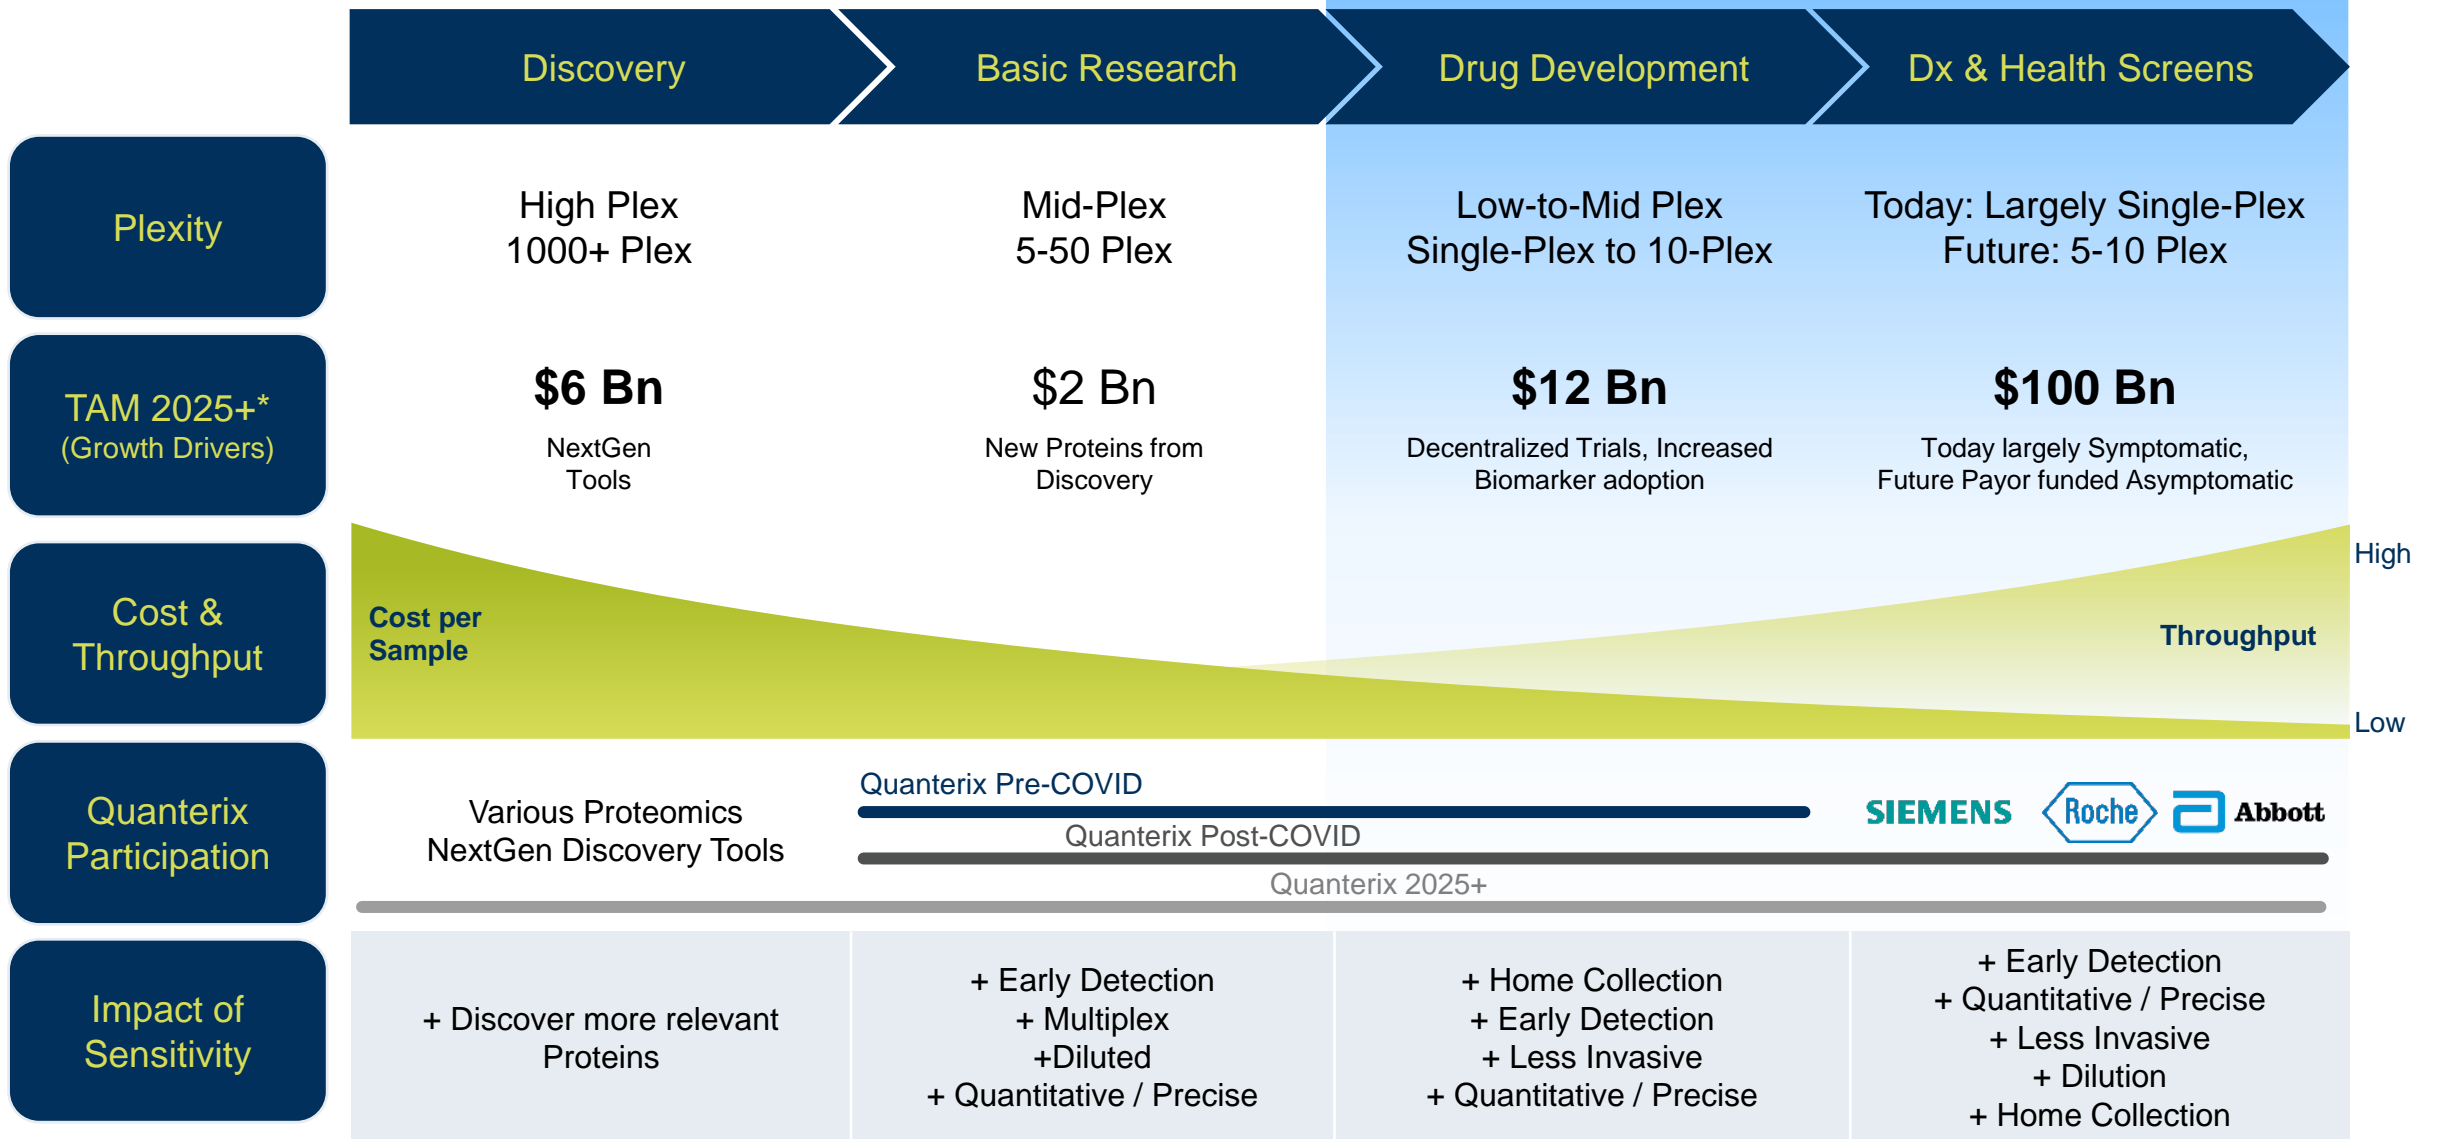 Discovery
Basic Research
Drug Development
Dx & Health Screens
Plexity
High Plex
1000+ Plex
Mid-Plex
5-50 Plex
Low-to-Mid Plex
Single-Plex to 10-Plex
Today: Largely Single-Plex
Future: 5-10 Plex
TAM 2025+*
(Growth Drivers)
$6 Bn
NextGen
Tools
$2 Bn
New Proteins from
Discovery
$12 Bn
Decentralized Trials, Increased
Biomarker adoption
$100 Bn
Today largely Symptomatic,
Future Payor funded Asymptomatic
Cost &
Throughput
Cost per
Sample
Throughput
High
Low
Quanterix
Participation
Various Proteomics
NextGen Discovery Tools
Quanterix Pre-COVID
SIEMENS
Roche
Abbott
Quanterix Post-COVID
Quanterix 2025+
Impact of
Sensitivity
+ Discover more relevant
Proteins
+ Early Detection
+ Multiplex
+Diluted
+ Quantitative / Precise
+ Home Collection
+ Early Detection
+ Less Invasive
+ Quantitative / Precise
+ Early Detection
+ Quantitative / Precise
+ Less Invasive
+ Dilution
+ Home Collection